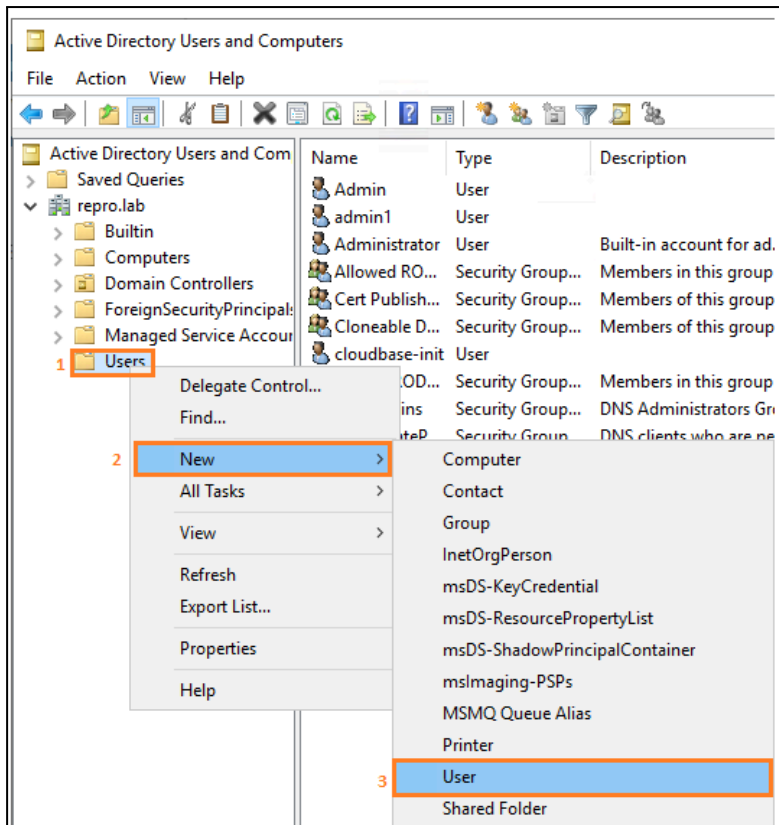 Active Directory Users and Computers
File Action View Help
Active Directory Users and Com
Saved Queries
repro.lab
Builtin
Computers
Domain Controllers
ForeignSecurityPrincipals
Managed Service Accour
1 Users
Name Type Description
Admin User
admin1 User
Administrator User Built-in account for ad.
Allowed RO... Security Group... Members in this group
Cert Publish... Security Group... Members of this group
Cloneable D... Security Group... Members of this group
cloudbase-init User
.OD... Security Group... Members in this group
ins Security Group... DNS Administrators Gr
Security Group DNS clients who are ne
Delegate Control...
Find...
2 New >
All Tasks >
View >
Refresh
Export List...
Properties
Help
Computer
Contact
Group
InetOrgPerson
msDS-KeyCredential
msDS-ResourcePropertyList
msDS-ShadowPrincipalContainer
msImaging-PSPs
MSMQ Queue Alias
Printer
3 User
Shared Folder